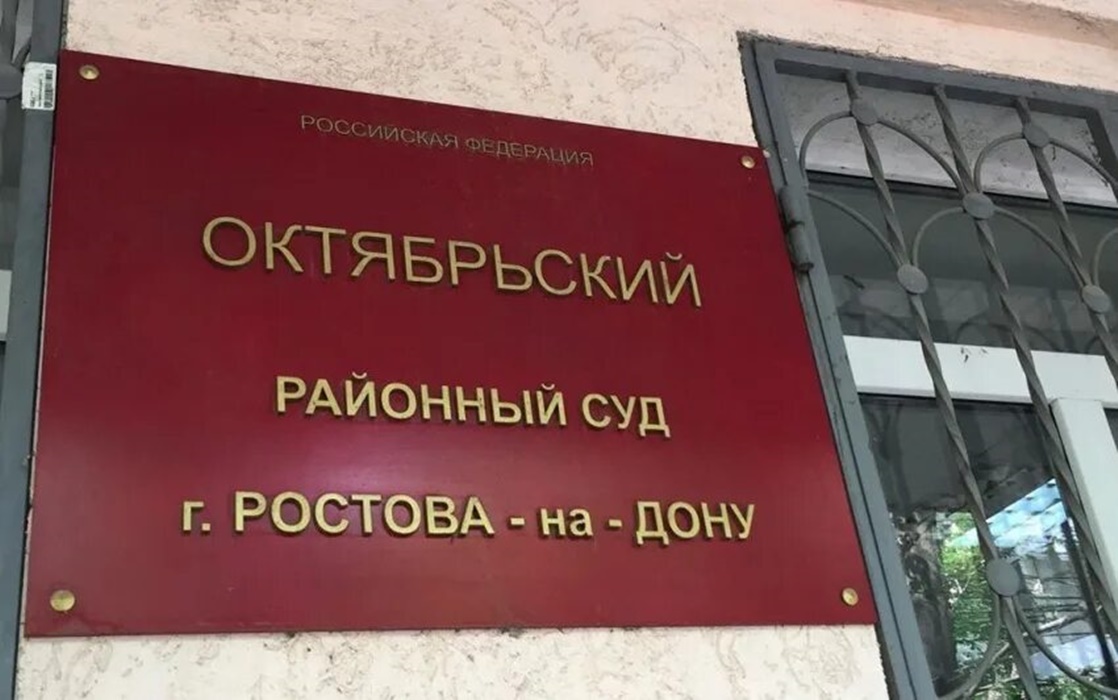 РОССИЙСКАЯ ФЕДЕРАЦИЯ
ОКТЯБРЬСКИЙ
РАЙОННЫЙ СУД
г. РОСТОВА - на - ДОНУ